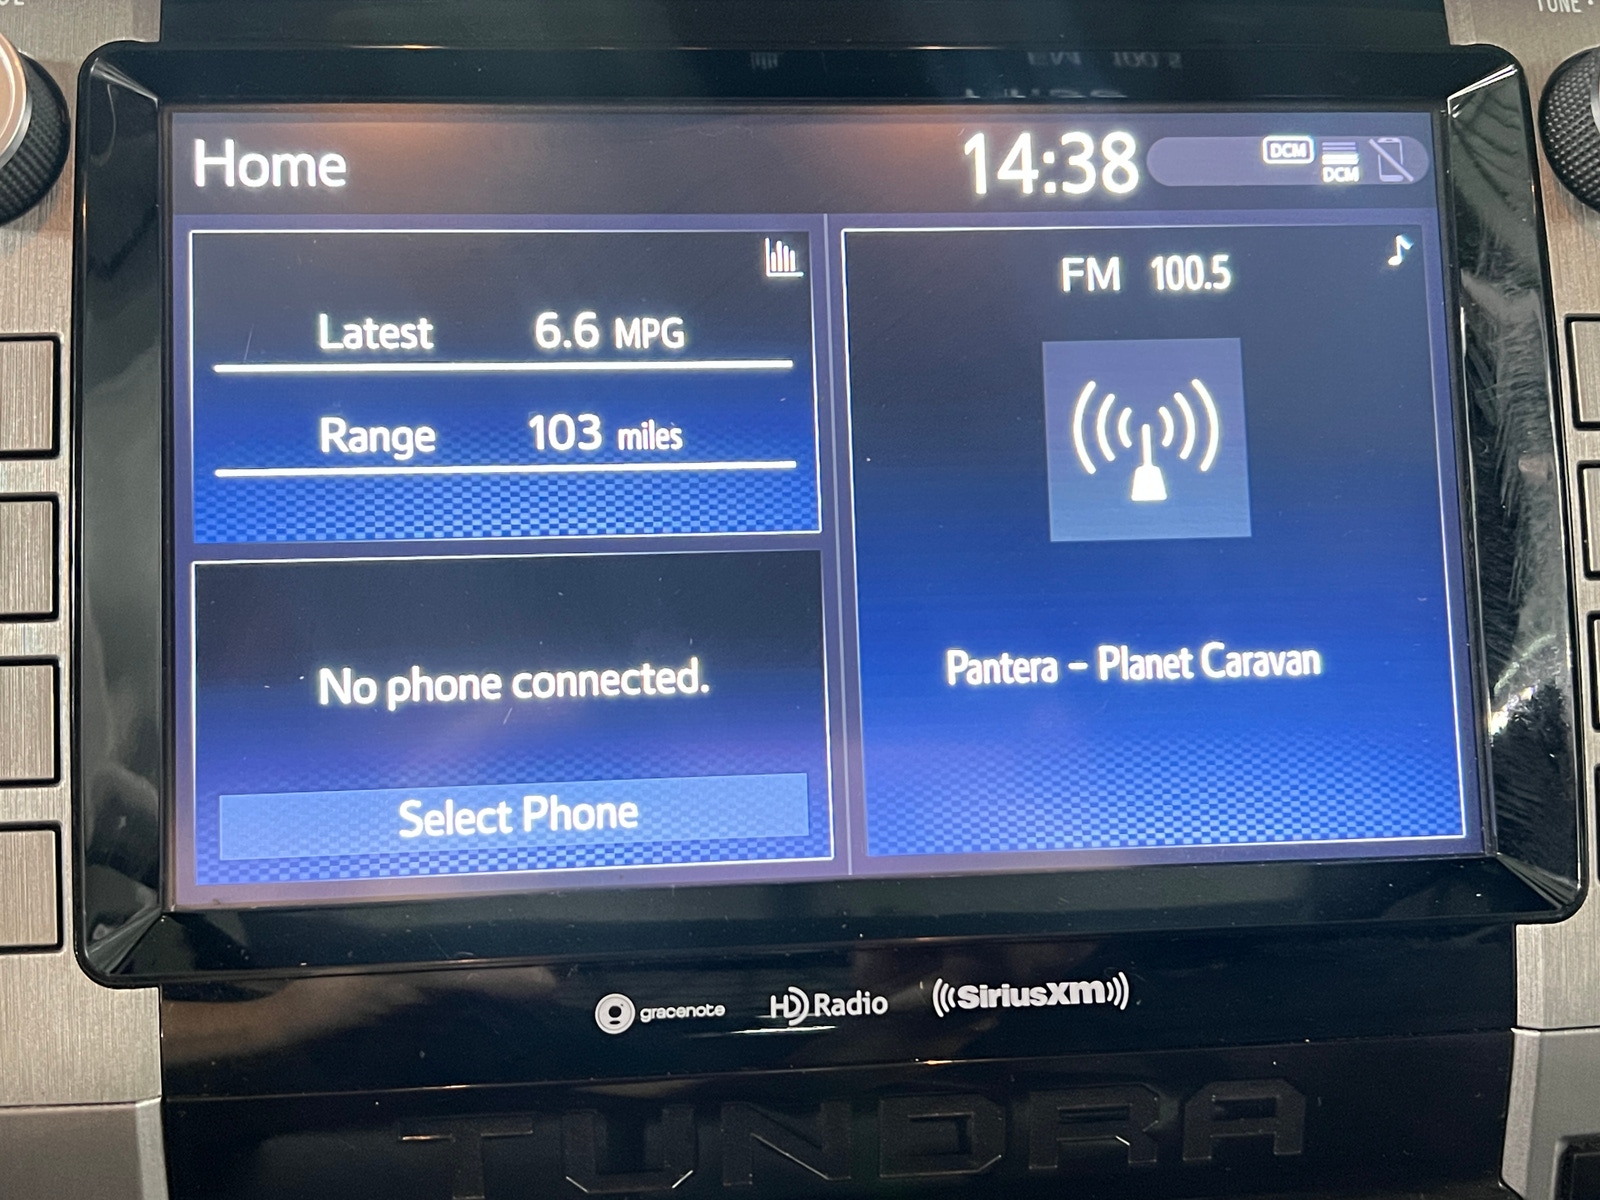 Home
14:38
DCM
DCM
Latest 6.6 MPG
Range 103 miles
FM 100.5
No phone connected.
Select Phone
Pantera – Planet Caravan
gracenote
HD Radio
((SiriusXM))
TUNDRA